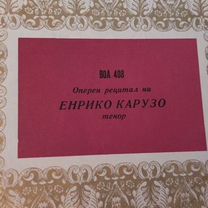 ВОА 408
Оперен рецитал на
ЕНРИКО КАРУЗО
тенор